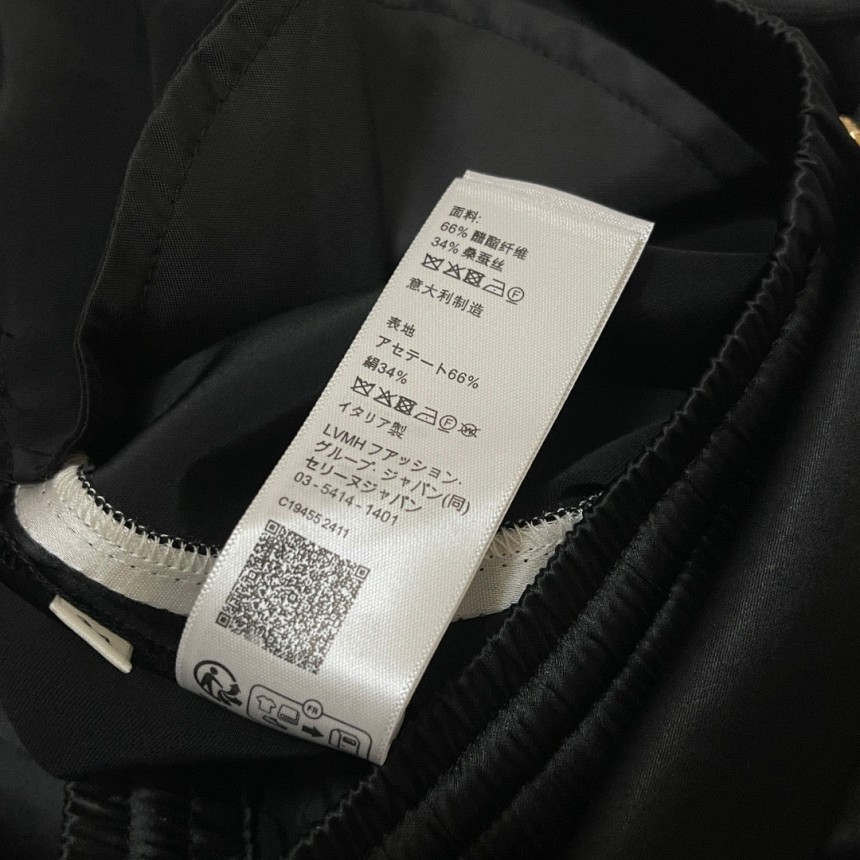 面料:
66% 醋酯纤维
34% 桑蚕丝
F
意大利制造
表地
アセテート66%
絹34%
F W
イタリア製
LVMH ファッション・
グループ・ジャパン(同)
セリーヌジャパン
03-5414-1401
C19455 2411
FR